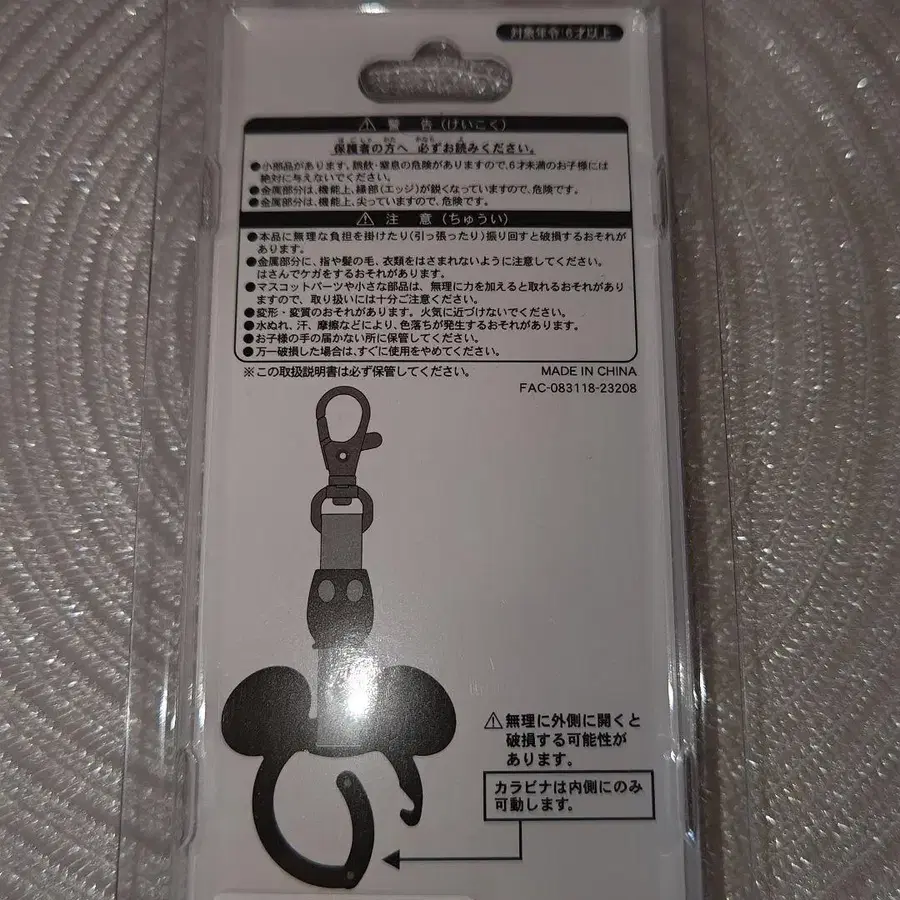 対象年令:6才以上
⚠ 警 告(けいこく)
保護者の方へ 必ずお読みください。
●小部品があります。誤飲・窒息の危険がありますので、6才未満のお子様には
絶対に与えないでください。
●金属部分は、機能上、縁部(エッジ)が鋭くなっていますので、危険です。
●金属部分は、機能上、尖っていますので、危険です。
⚠ 注 意(ちゅうい)
●本品に無理な負担を掛けたり(引っ張ったり)振り回すと破損するおそれが
あります。
●金属部分に、指や髪の毛、衣類をはさまれないように注意してください。
はさんでケガをするおそれがあります。
●マスコットパーツや小さな部品は、無理に力を加えると取れるおそれがあり
ますので、取り扱いには十分ご注意ください。
●変形・変質のおそれがあります。火気に近づけないでください。
●水ぬれ、汗、摩擦などにより、色落ちが発生するおそれがあります。
●お子様の手の届かない所に保管してください。
●万一破損した場合は、すぐに使用をやめてください。
※この取扱説明書は必ず保管してください。
MADE IN CHINA
FAC-083118-23208
⚠無理に外側に開くと
破損する可能性が
あります。
カラビナは内側にのみ
可動します。